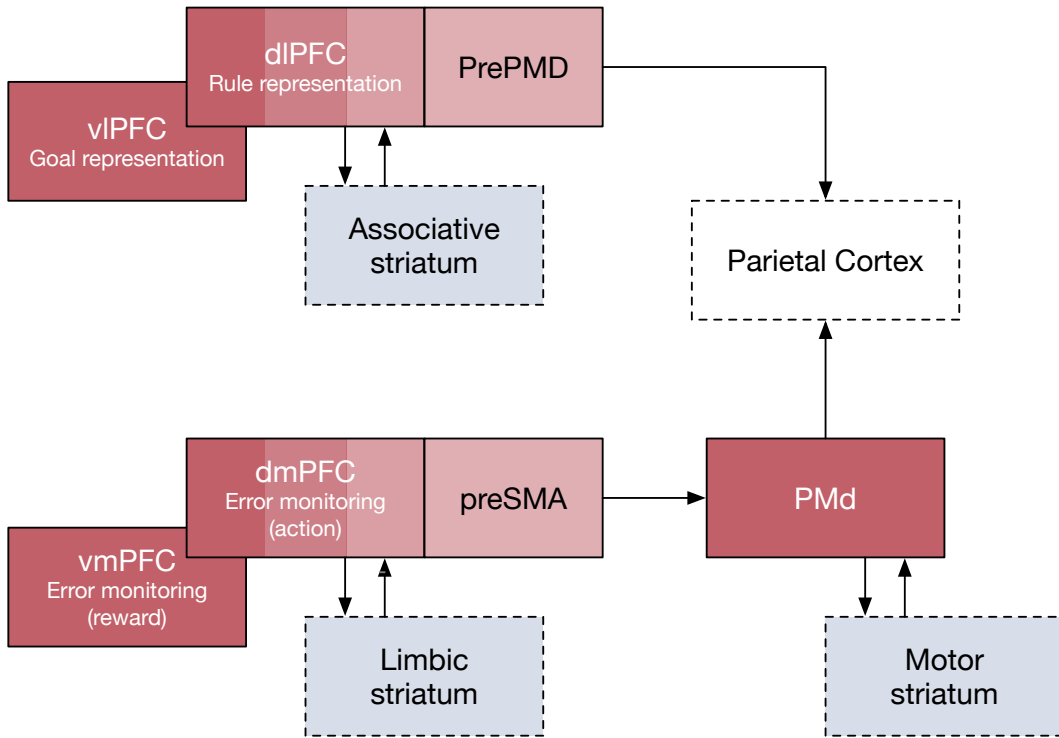 dlPFC
Rule representation
PrePMD
vlPFC
Goal representation
Associative
striatum
Parietal Cortex
dmPFC
Error monitoring
(action)
preSMA
PMd
vmPFC
Error monitoring
(reward)
Limbic
striatum
Motor
striatum